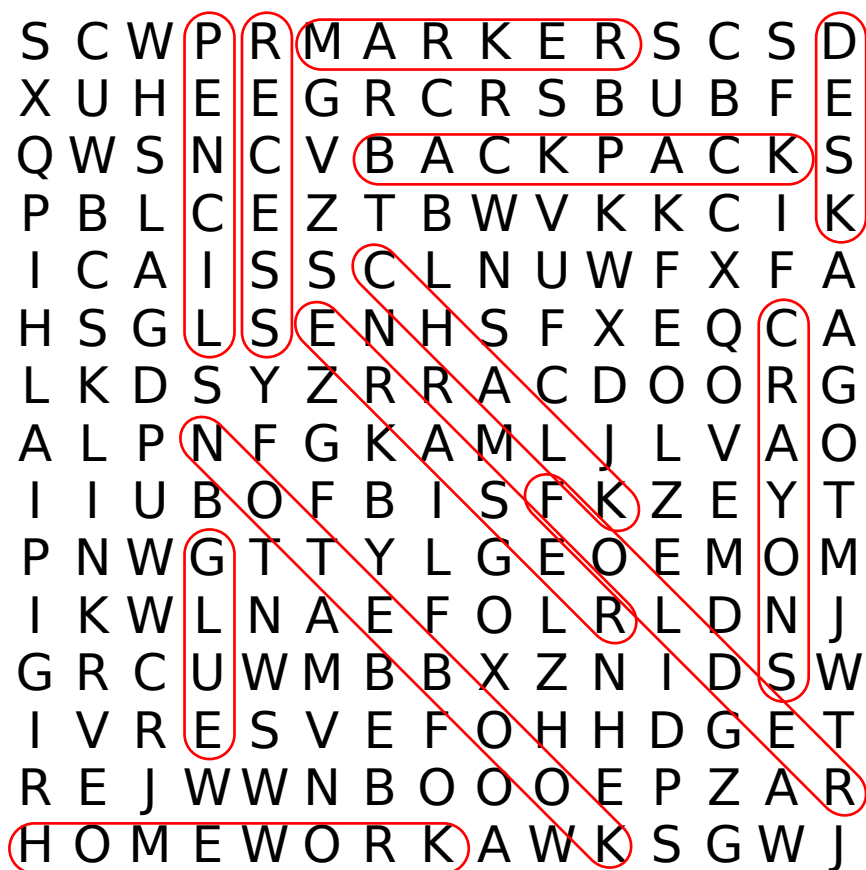 S C W P R M A R K E R S C S D
X U H E E G R C R S B U B F E
Q W S N C V B A C K P A C K S
P B L C E Z T B W V K K C I K
I C A I S S C L N U W F X F A
H S G L S E N H S F X E Q C A
L K D S Y Z R R A C D O O R G
A L P N F G K A M L J L V A O
I I U B O F B I S F K Z E Y T
P N W G T T Y L G E O E M O M
I K W L N A E F O L R L D N J
G R C U W M B B X Z N I D S W
I V R E S V E F O H H D G E T
R E J W W N B O O O E P Z A R
H O M E W O R K A W K S G W J